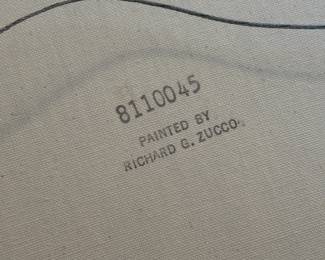 8110045
PAINTED BY
RICHARD G. ZUCCO